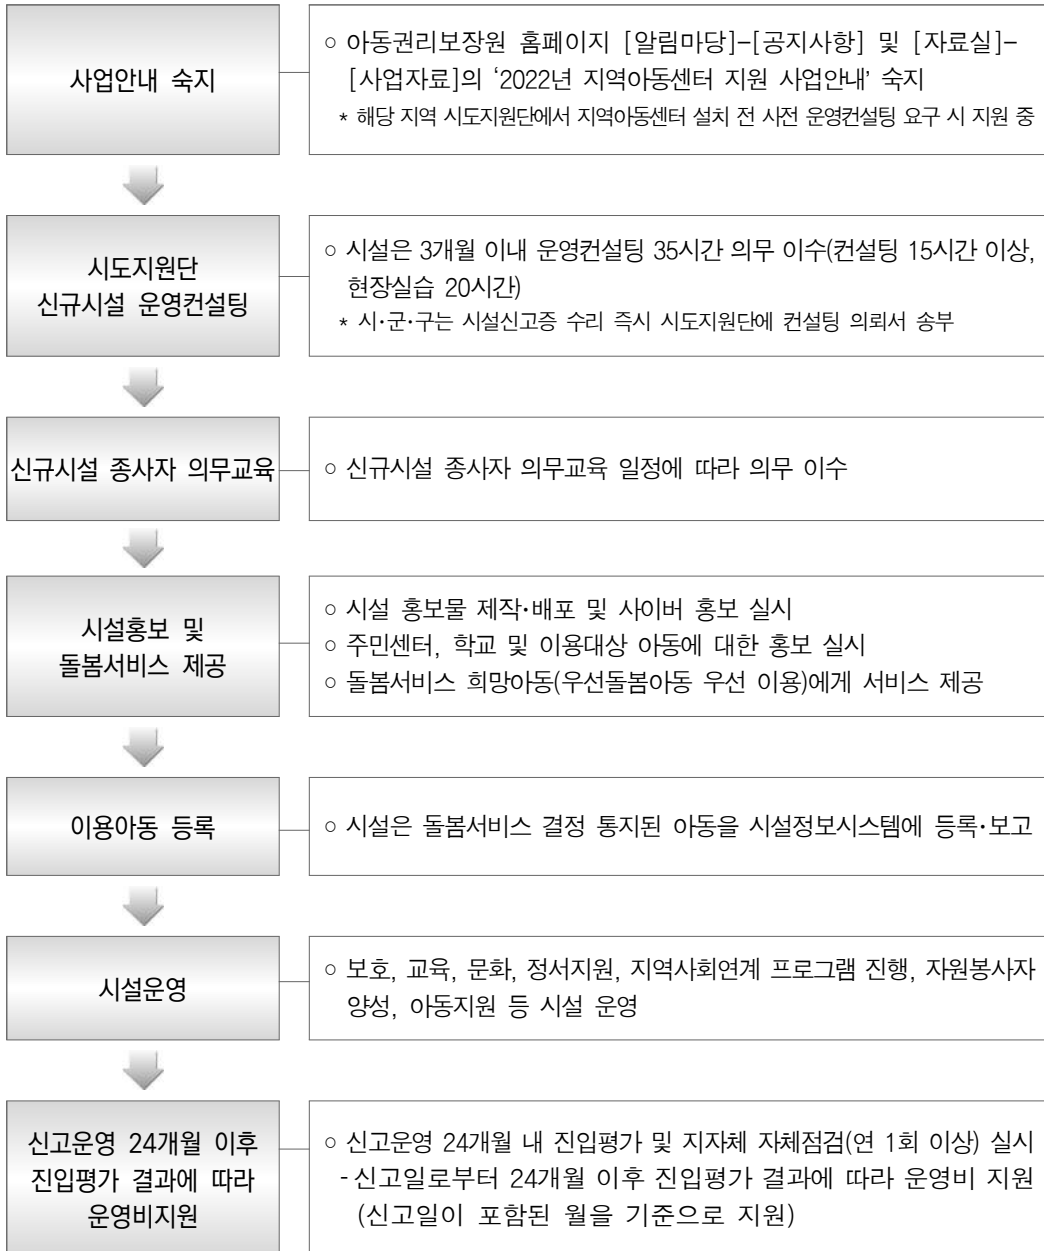 사업안내 숙지
○ 아동권리보장원 홈페이지 [알림마당]-[공지사항] 및 [자료실]-
[사업자료]의 ‘2022년 지역아동센터 지원 사업안내’ 숙지
* 해당 지역 시도지원단에서 지역아동센터 설치 전 사전 운영컨설팅 요구 시 지원 중
시도지원단
신규시설 운영컨설팅
○ 시설은 3개월 이내 운영컨설팅 35시간 의무 이수(컨설팅 15시간 이상,
현장실습 20시간)
* 시·군·구는 시설신고증 수리 즉시 시도지원단에 컨설팅 의뢰서 송부
신규시설 종사자 의무교육
○ 신규시설 종사자 의무교육 일정에 따라 의무 이수
시설홍보 및
돌봄서비스 제공
○ 시설 홍보물 제작·배포 및 사이버 홍보 실시
○ 주민센터, 학교 및 이용대상 아동에 대한 홍보 실시
○ 돌봄서비스 희망아동(우선돌봄아동 우선 이용)에게 서비스 제공
이용아동 등록
○ 시설은 돌봄서비스 결정 통지된 아동을 시설정보시스템에 등록·보고
시설운영
○ 보호, 교육, 문화, 정서지원, 지역사회연계 프로그램 진행, 자원봉사자
양성, 아동지원 등 시설 운영
신고운영 24개월 이후
진입평가 결과에 따라
운영비지원
○ 신고운영 24개월 내 진입평가 및 지자체 자체점검(연 1회 이상) 실시
- 신고일로부터 24개월 이후 진입평가 결과에 따라 운영비 지원
(신고일이 포함된 월을 기준으로 지원)